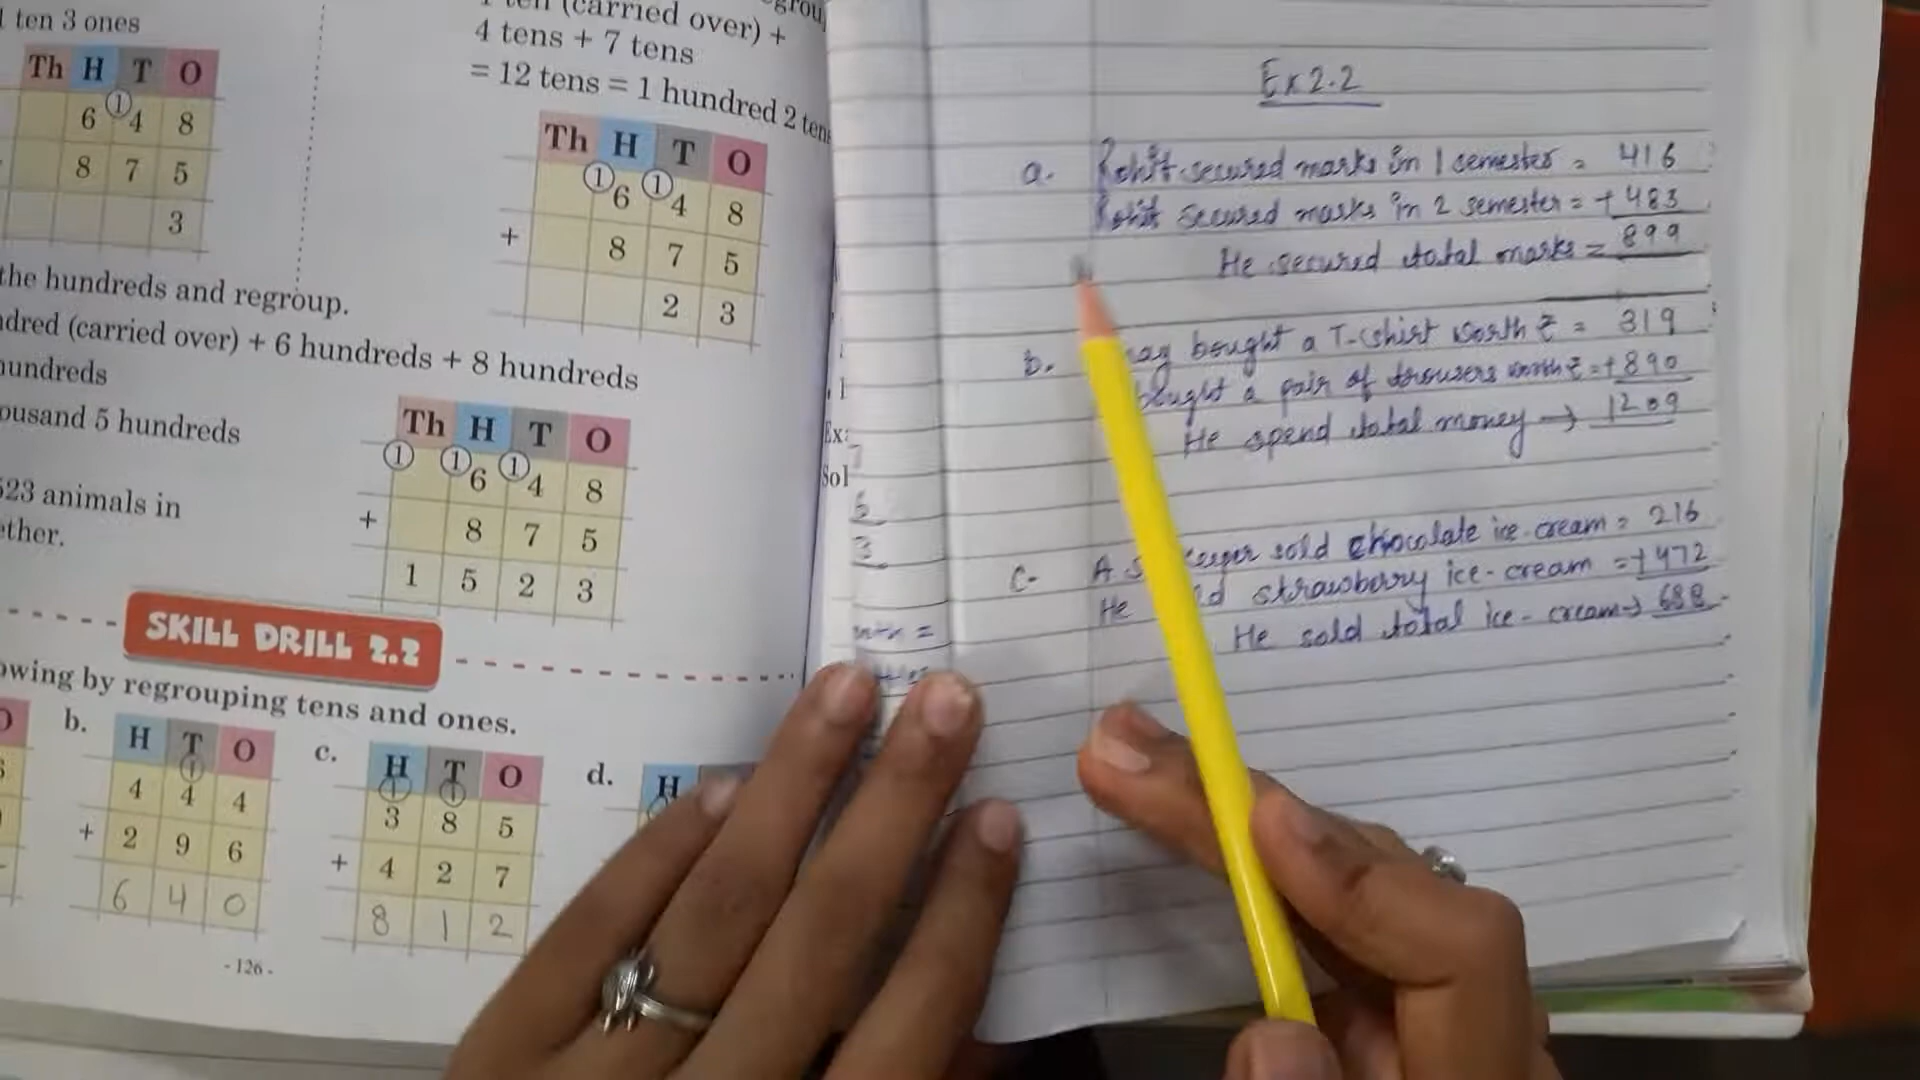 1 ten 3 ones
Th H T O
1
6 4 8
8 7 5
3
the hundreds and regroup.
(carried over) + 6 hundreds + 8 hundreds
hundreds
5 hundreds
523 animals in
1 ten (carried over) +
4 tens + 7 tens
= 12 tens = 1 hundred 2 tens
Th H T O
1 1
6 4 8
+ 8 7 5
2 3
Th H T O
1 1 1
6 4 8
+ 8 7 5
1 5 2 3
SKILL DRILL 2.2
by regrouping tens and ones.
b. H T O
1
4 4 4
+ 2 9 6
6 4 0
c. H T O
1 1
3 8 5
+ 4 2 7
8 1 2
d. H
- 126 -
Ex 2.2
a. Rohit secured marks in 1 semester = 416
Rohit secured marks in 2 semester = + 483
He secured total marks = 899
b. bought a T-shirt worth ₹ = 319
bought a pair of trousers worth ₹ = + 890
He spend total money → 1209
c- A sold chocolate ice-cream = 216
He strawberry ice-cream = + 472
He sold total ice-cream → 688